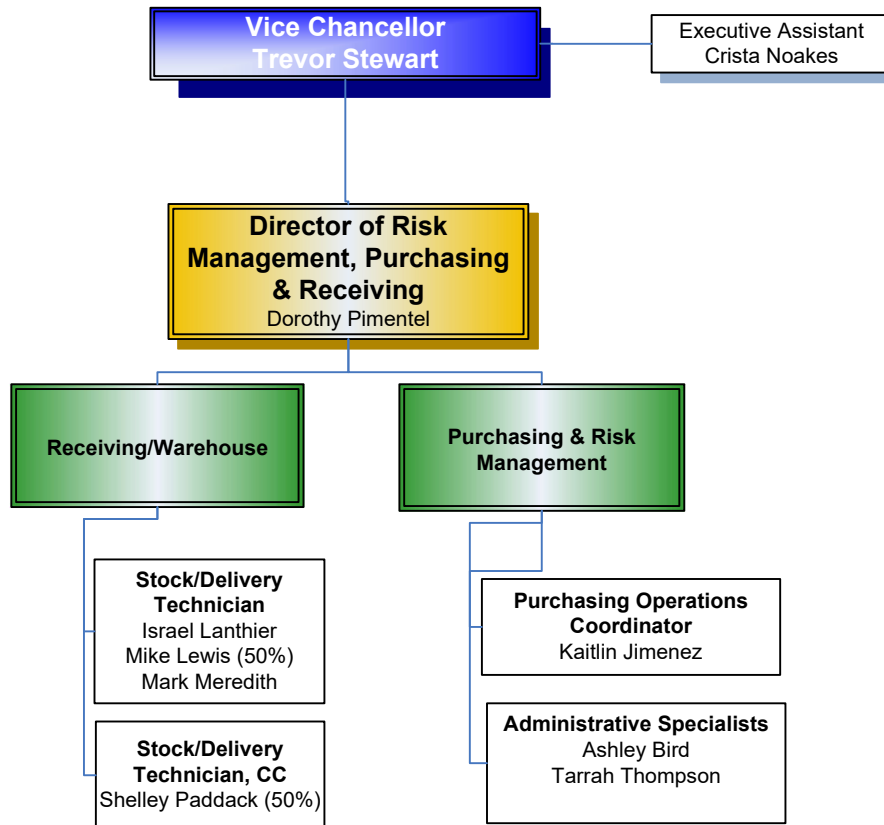 Vice Chancellor
Trevor Stewart
Executive Assistant
Crista Noakes
Director of Risk
Management, Purchasing
& Receiving
Dorothy Pimentel
Receiving/Warehouse
Purchasing & Risk
Management
Stock/Delivery
Technician
Israel Lanthier
Mike Lewis (50%)
Mark Meredith
Purchasing Operations
Coordinator
Kaitlin Jimenez
Stock/Delivery
Technician, CC
Shelley Paddack (50%)
Administrative Specialists
Ashley Bird
Tarrah Thompson